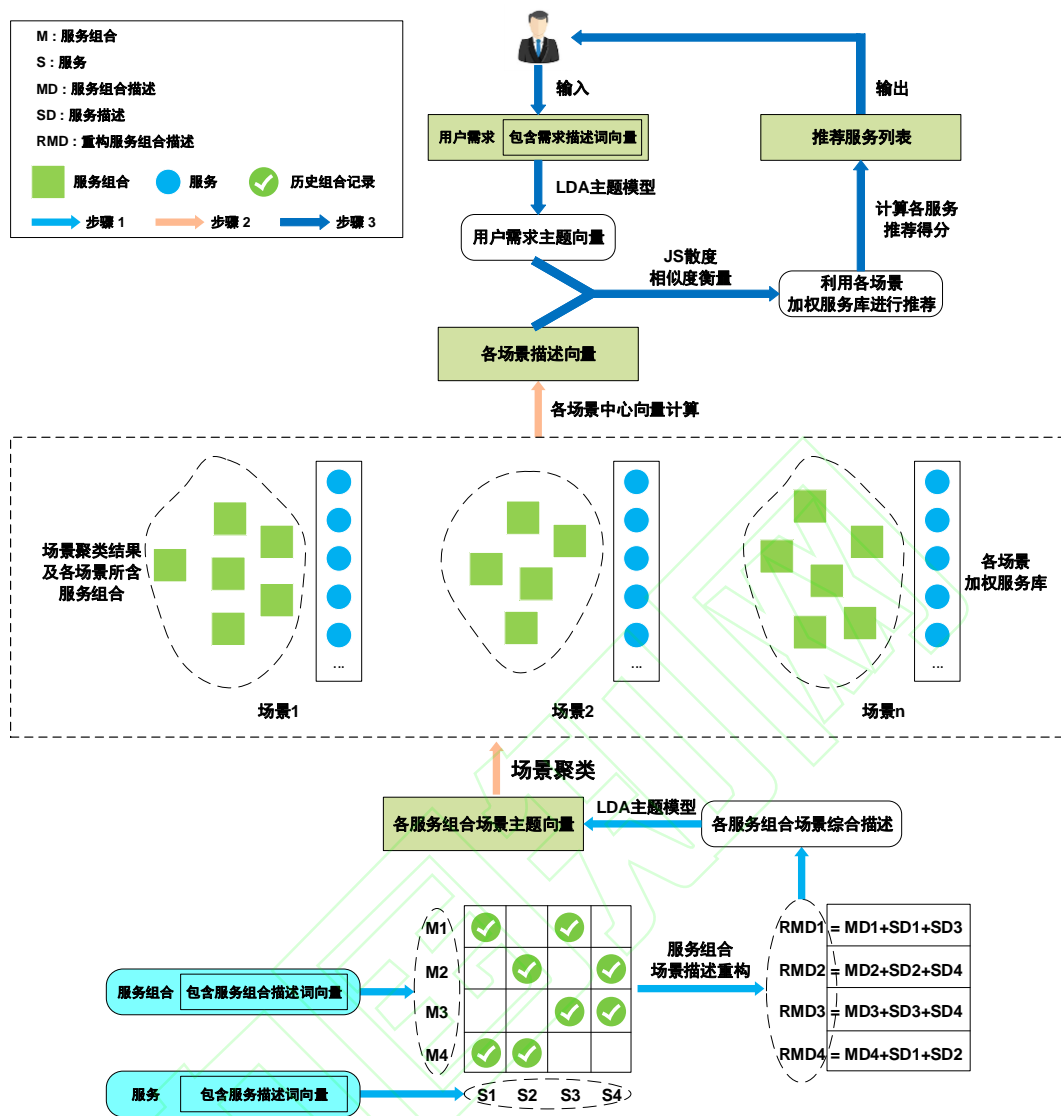 M：服务组合
S：服务
MD：服务组合描述
SD：服务描述
RMD：重构服务组合描述
服务组合
服务
历史组合记录
步骤 1
步骤 2
步骤 3
输入
输出
用户需求
包含需求描述词向量
推荐服务列表
LDA主题模型
计算各服务
推荐得分
用户需求主题向量
JS散度
相似度衡量
利用各场景
加权服务库进行推荐
各场景描述向量
各场景中心向量计算
场景聚类结果
及各场景所含
服务组合
...
...
...
各场景
加权服务库
场景1
场景2
场景n
场景聚类
各服务组合场景主题向量
LDA主题模型
各服务组合场景综合描述
M1
M2
M3
M4
服务组合
场景描述重构
RMD1 = MD1+SD1+SD3
RMD2 = MD2+SD2+SD4
RMD3 = MD3+SD3+SD4
RMD4 = MD4+SD1+SD2
服务组合
包含服务组合描述词向量
服务
包含服务描述词向量
S1 S2 S3 S4